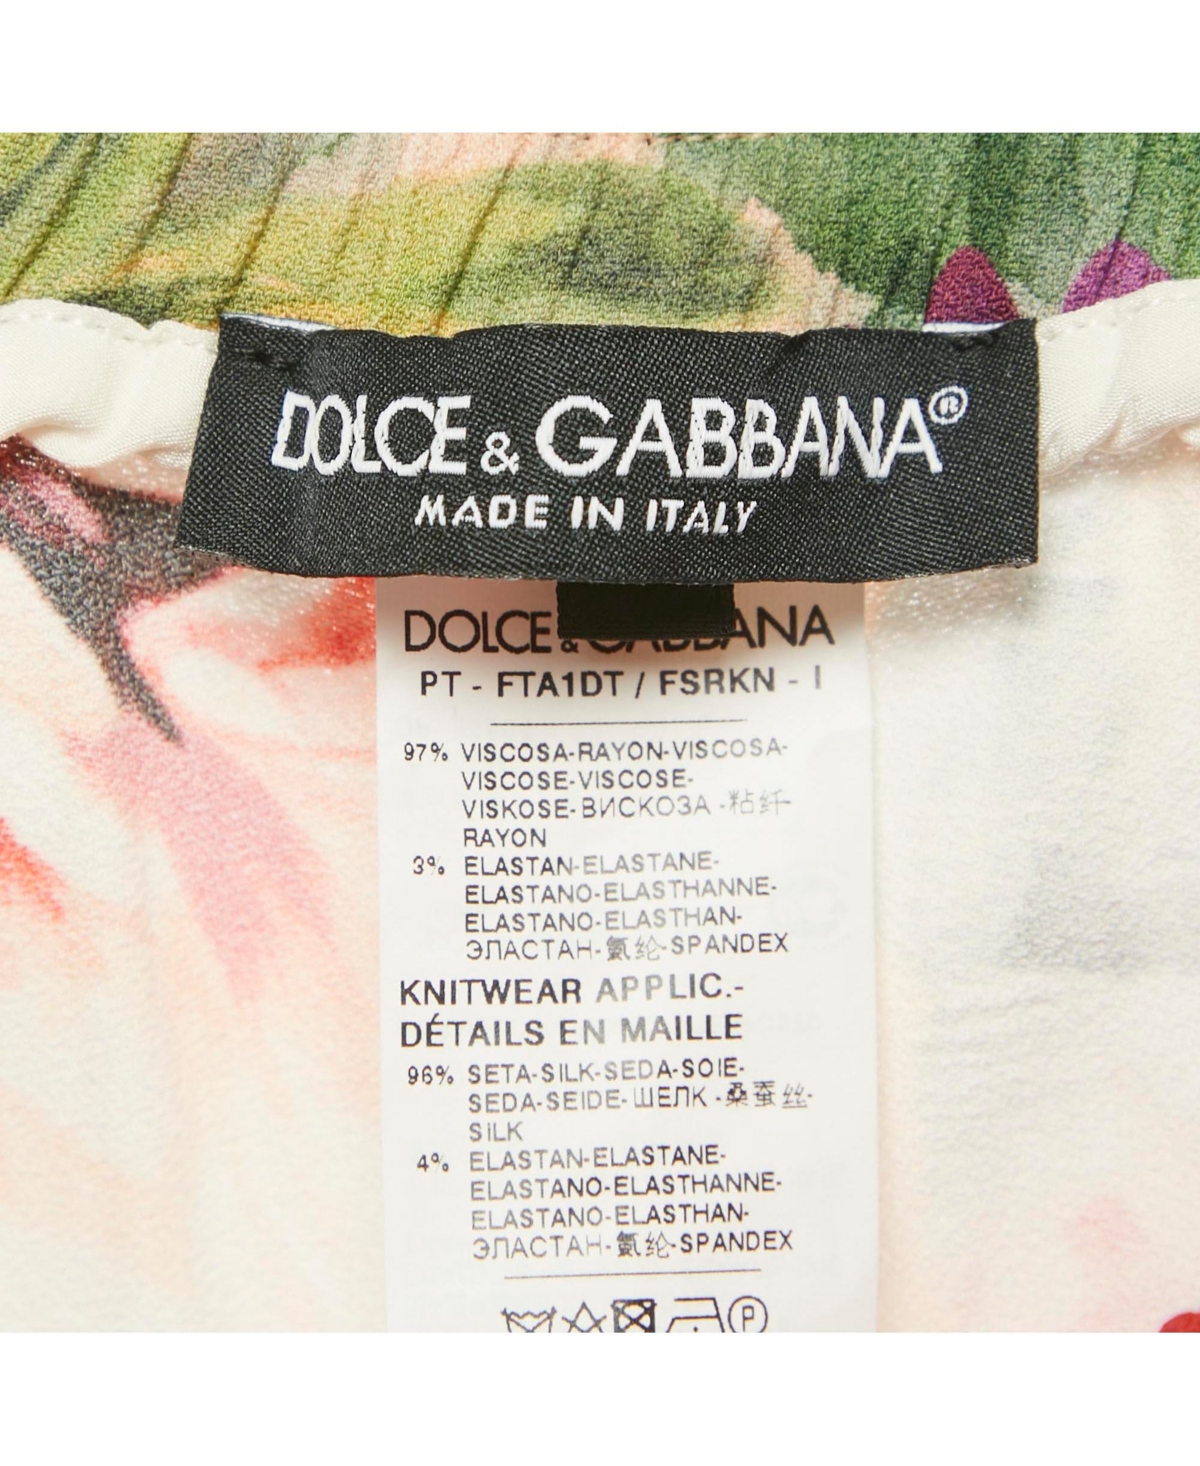 DOLCE & GABBANA®
MADE IN ITALY
DOLCE & GABBANA
PT - FTA1DT / FSRKN - I
97% VISCOSA-RAYON-VISCOSA-
VISCOSE-VISCOSE-
VISKOSE-ВИСКОЗА -粘纤-
RAYON
3% ELASTAN-ELASTANE-
ELASTANO-ELASTHANNE-
ELASTANO-ELASTHAN-
ЭЛАСТАН-氨纶-SPANDEX
KNITWEAR APPLIC.-
DÉTAILS EN MAILLE
96% SETA-SILK-SEDA-SOIE-
SEDA-SEIDE-ШЕЛК -桑蚕丝-
SILK
4% ELASTAN-ELASTANE-
ELASTANO-ELASTHANNE-
ELASTANO-ELASTHAN-
ЭЛАСТАН-氨纶-SPANDEX
P